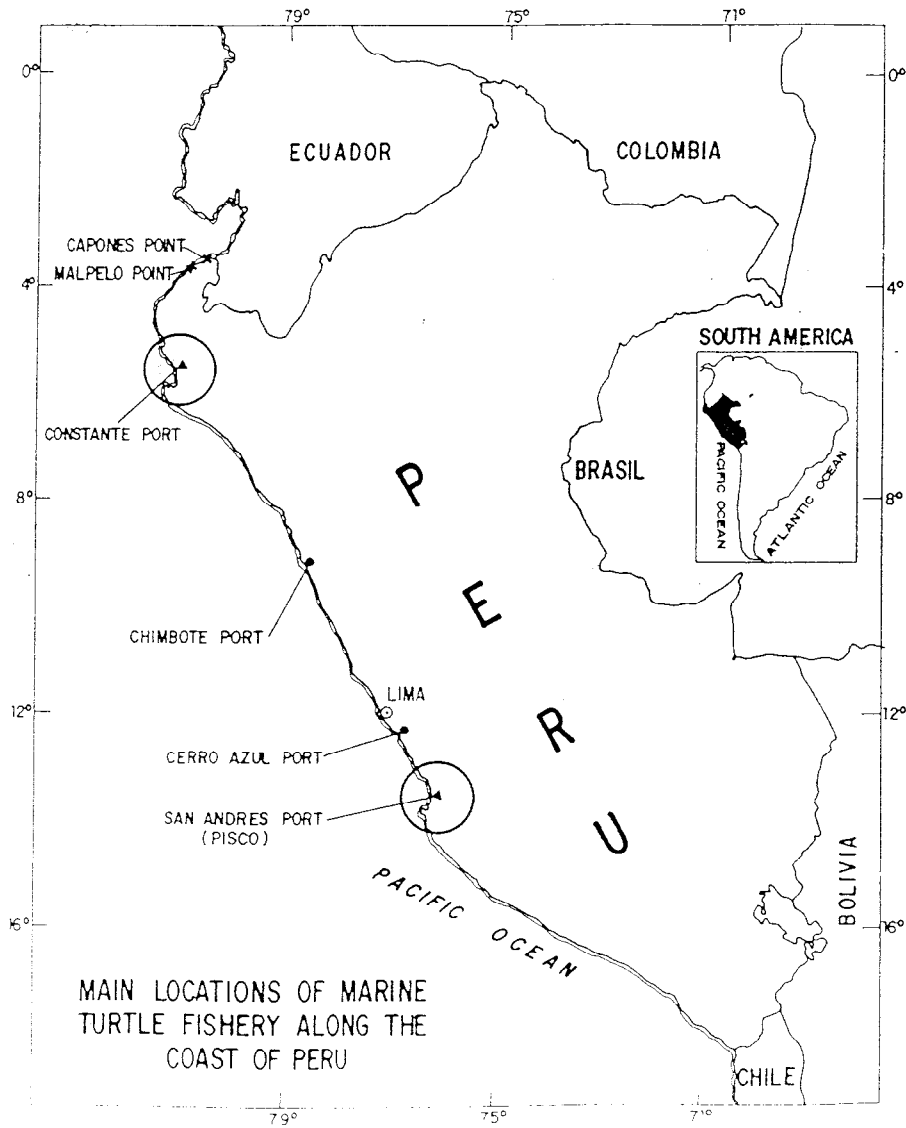 79° 75° 71°
0° 0°
ECUADOR COLOMBIA
CAPONES POINT
MALPELO POINT
4° 4°
SOUTH AMERICA
CONSTANTE PORT
PACIFIC OCEAN
ATLANTIC OCEAN
BRASIL
8° 8°
P
E
R
U
CHIMBOTE PORT
LIMA
12° 12°
CERRO AZUL PORT
SAN ANDRES PORT
(PISCO)
PACIFIC OCEAN
BOLIVIA
16° 16°
MAIN LOCATIONS OF MARINE
TURTLE FISHERY ALONG THE
COAST OF PERU
CHILE
79° 75° 71°